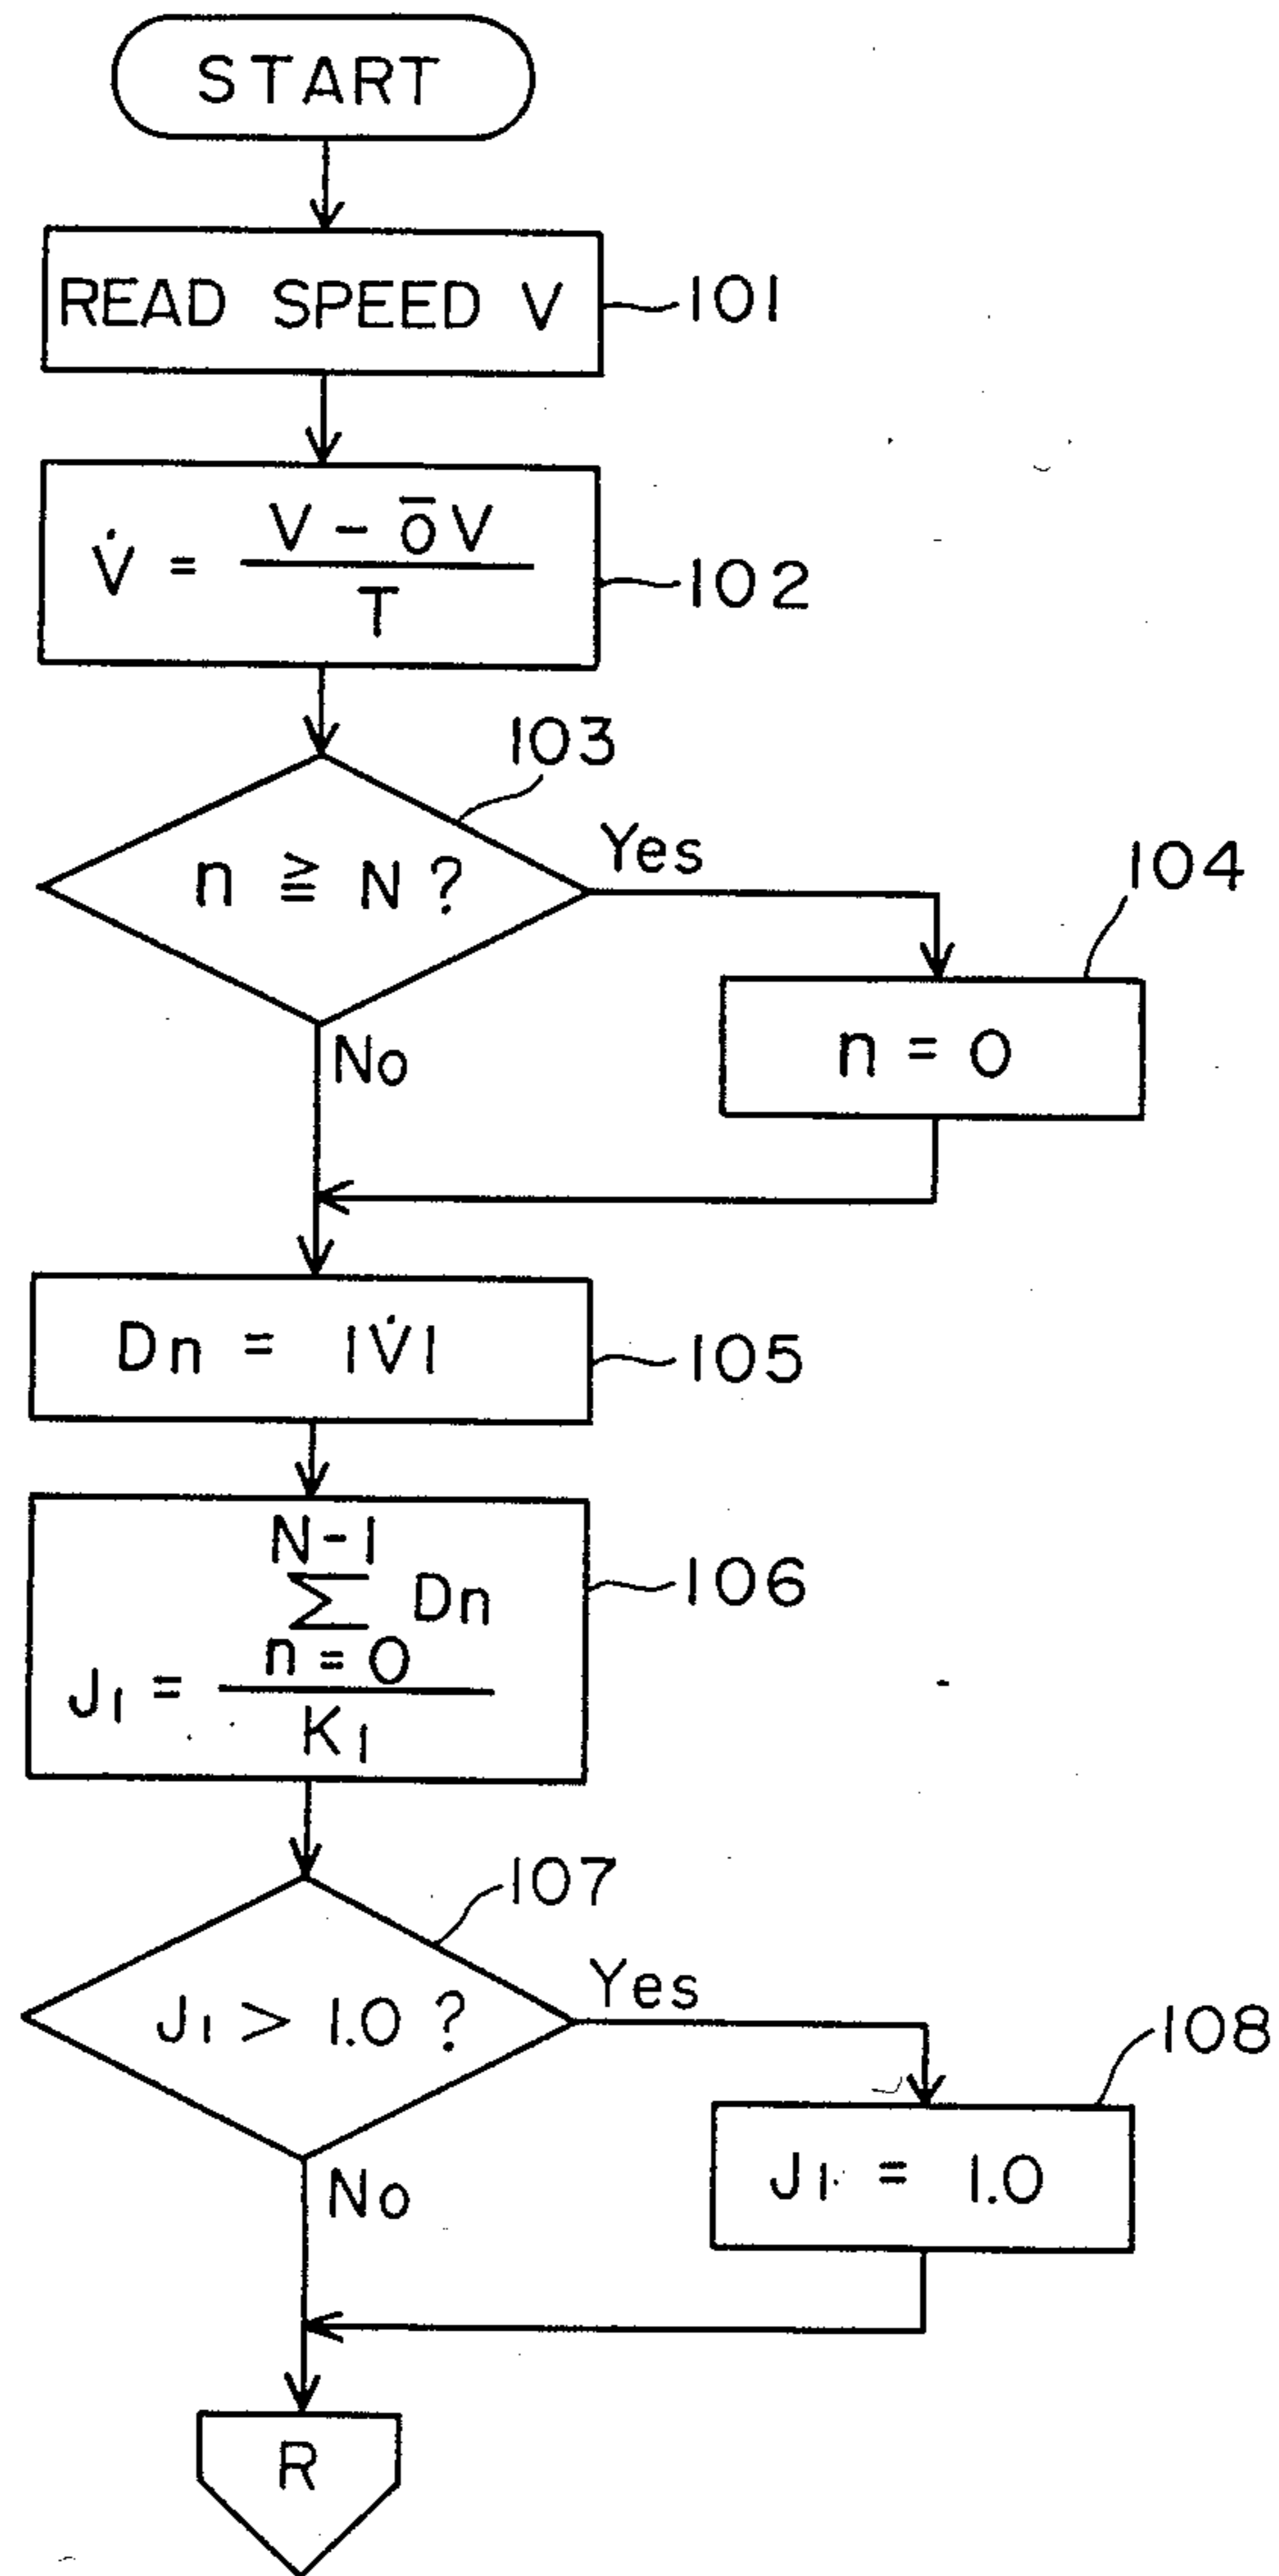 START
READ SPEED V
101
V̇ = (V - o̅V) / T
102
103
n ≧ N ?
Yes
104
n = 0
No
Dn = |V̇|
105
N-1
Σ Dn
n = 0
J1 = ―
K1
106
107
J1 > 1.0 ?
Yes
108
J1 = 1.0
No
R